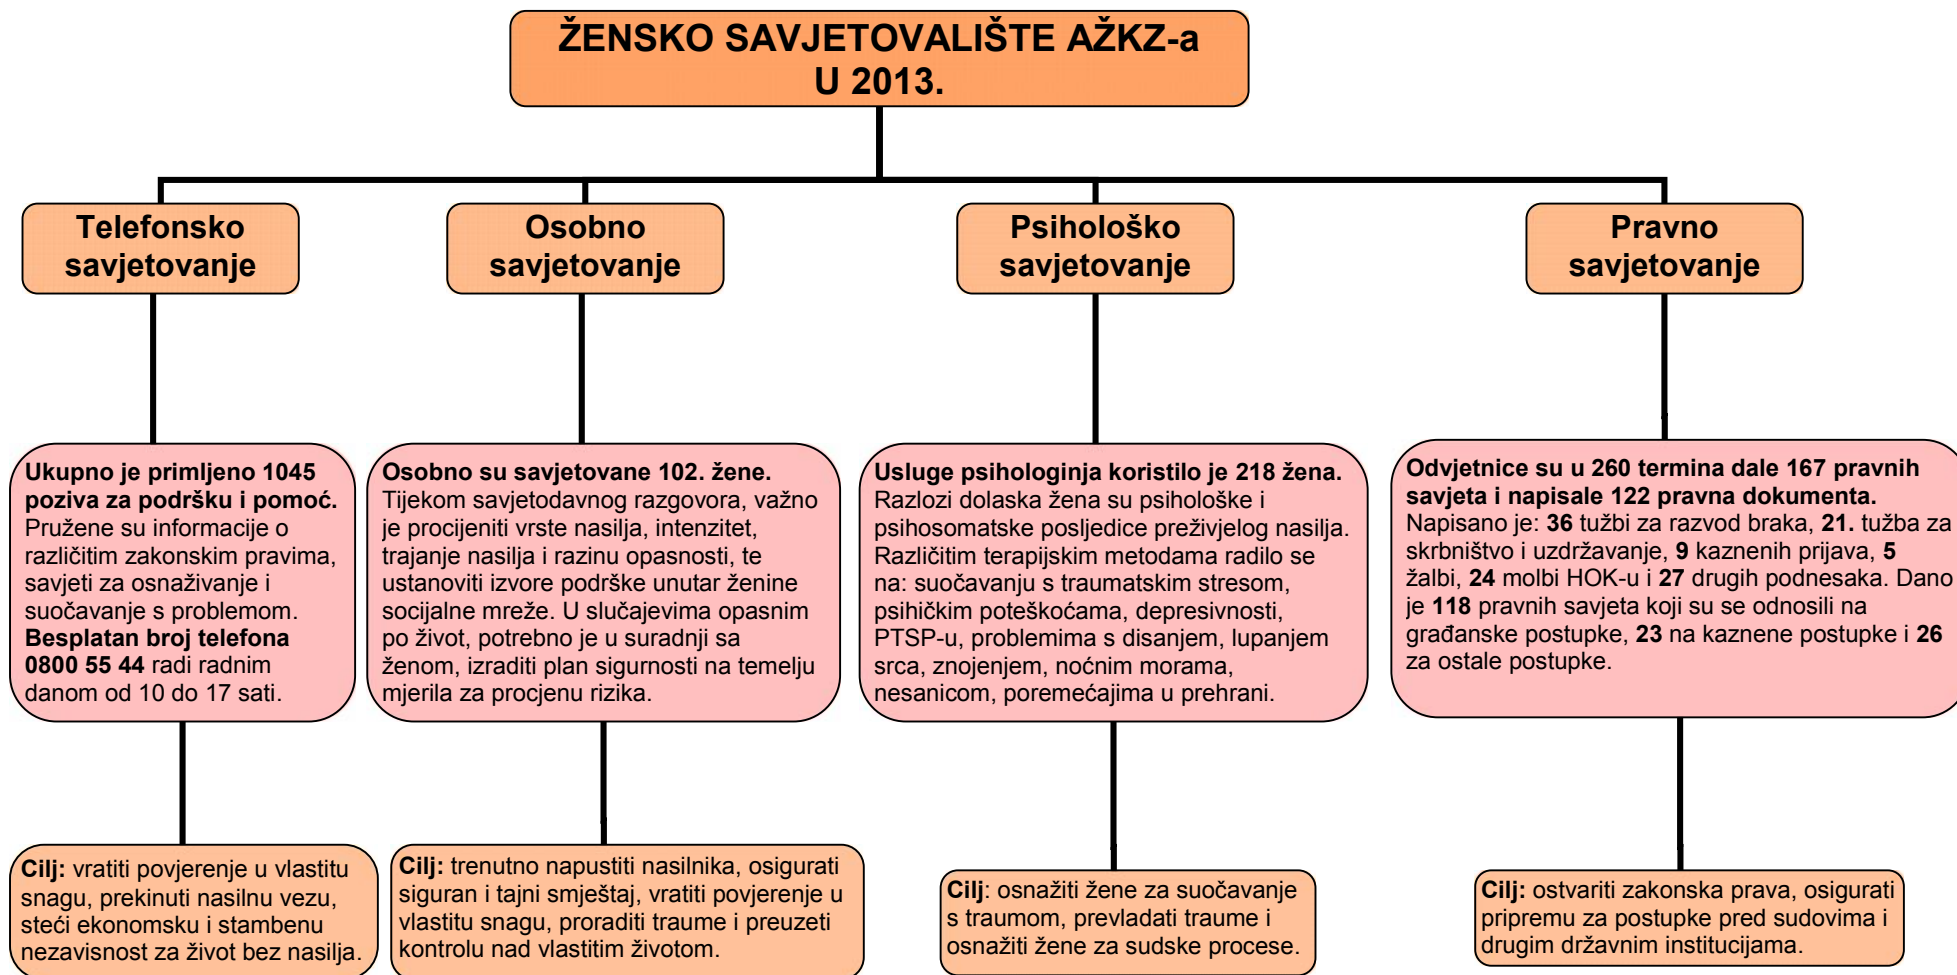 ŽENSKO SAVJETOVALIŠTE AŽKZ-a
U 2013.
Telefonsko
savjetovanje
Osobno
savjetovanje
Psihološko
savjetovanje
Pravno
savjetovanje
Ukupno je primljeno 1045
poziva za podršku i pomoć.
Pružene su informacije o
različitim zakonskim pravima,
savjeti za osnaživanje i
suočavanje s problemom.
Besplatan broj telefona
0800 55 44 radi radnim
danom od 10 do 17 sati.
Osobno su savjetovane 102. žene.
Tijekom savjetodavnog razgovora, važno
je procijeniti vrste nasilja, intenzitet,
trajanje nasilja i razinu opasnosti, te
ustanoviti izvore podrške unutar ženine
socijalne mreže. U slučajevima opasnim
po život, potrebno je u suradnji sa
ženom, izraditi plan sigurnosti na temelju
mjerila za procjenu rizika.
Usluge psihologinja koristilo je 218 žena.
Razlozi dolaska žena su psihološke i
psihosomatske posljedice preživjelog nasilja.
Različitim terapijskim metodama radilo se
na: suočavanju s traumatskim stresom,
psihičkim poteškoćama, depresivnosti,
PTSP-u, problemima s disanjem, lupanjem
srca, znojenjem, noćnim morama,
nesanicom, poremećajima u prehrani.
Odvjetnice su u 260 termina dale 167 pravnih
savjeta i napisale 122 pravna dokumenta.
Napisano je: 36 tužbi za razvod braka, 21. tužba za
skrbništvo i uzdržavanje, 9 kaznenih prijava, 5
žalbi, 24 molbi HOK-u i 27 drugih podnesaka. Dano
je 118 pravnih savjeta koji su se odnosili na
građanske postupke, 23 na kaznene postupke i 26
za ostale postupke.
Cilj: vratiti povjerenje u vlastitu
snagu, prekinuti nasilnu vezu,
steći ekonomsku i stambenu
nezavisnost za život bez nasilja.
Cilj: trenutno napustiti nasilnika, osigurati
siguran i tajni smještaj, vratiti povjerenje u
vlastitu snagu, proraditi traume i preuzeti
kontrolu nad vlastitim životom.
Cilj: osnažiti žene za suočavanje
s traumom, prevladati traume i
osnažiti žene za sudske procese.
Cilj: ostvariti zakonska prava, osigurati
pripremu za postupke pred sudovima i
drugim državnim institucijama.